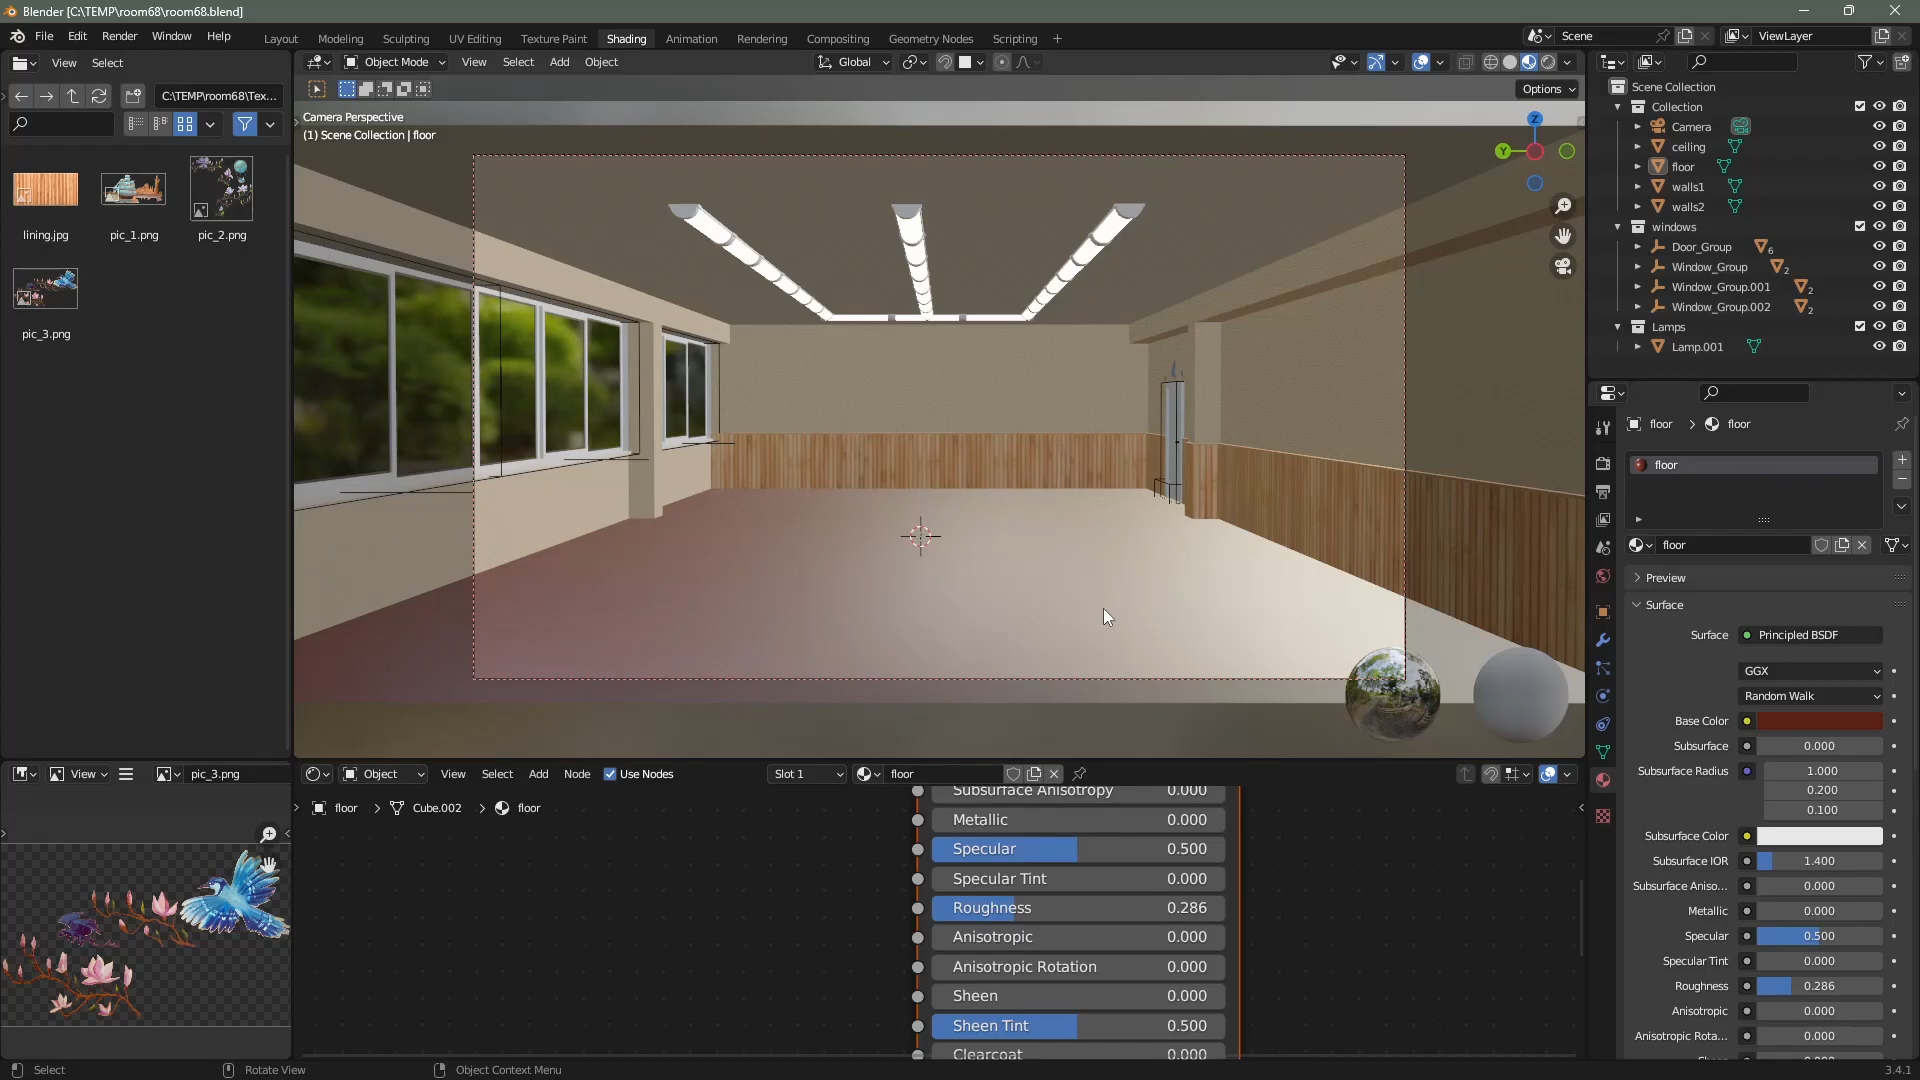 Blender [C:\TEMP\room68\room68.blend]
File Edit Render Window Help
Layout Modeling Sculpting UV Editing Texture Paint Shading Animation Rendering Compositing Geometry Nodes Scripting +
Scene
ViewLayer
View Select
Object Mode View Select Add Object
Global
C:\TEMP\room68\Tex...
Options
Camera Perspective
(1) Scene Collection | floor
Z
Y
lining.jpg
pic_1.png
pic_2.png
pic_3.png
Scene Collection
Collection
Camera
ceiling
floor
walls1
walls2
windows
Door_Group 6
Window_Group 2
Window_Group.001 2
Window_Group.002 2
Lamps
Lamp.001
floor > floor
floor
floor
Preview
Surface
Surface Principled BSDF
GGX
Random Walk
Base Color
Subsurface 0.000
Subsurface Radius 1.000
0.200
0.100
Subsurface Color
Subsurface IOR 1.400
Subsurface Aniso... 0.000
Metallic 0.000
Specular 0.500
Specular Tint 0.000
Roughness 0.286
Anisotropic 0.000
Anisotropic Rota... 0.000
View
pic_3.png
Object View Select Add Node Use Nodes
Slot 1
floor
floor > Cube.002 > floor
Subsurface Anisotropy 0.000
Metallic 0.000
Specular 0.500
Specular Tint 0.000
Roughness 0.286
Anisotropic 0.000
Anisotropic Rotation 0.000
Sheen 0.000
Sheen Tint 0.500
Clearcoat 0.000
Select
Rotate View
Object Context Menu
3.4.1